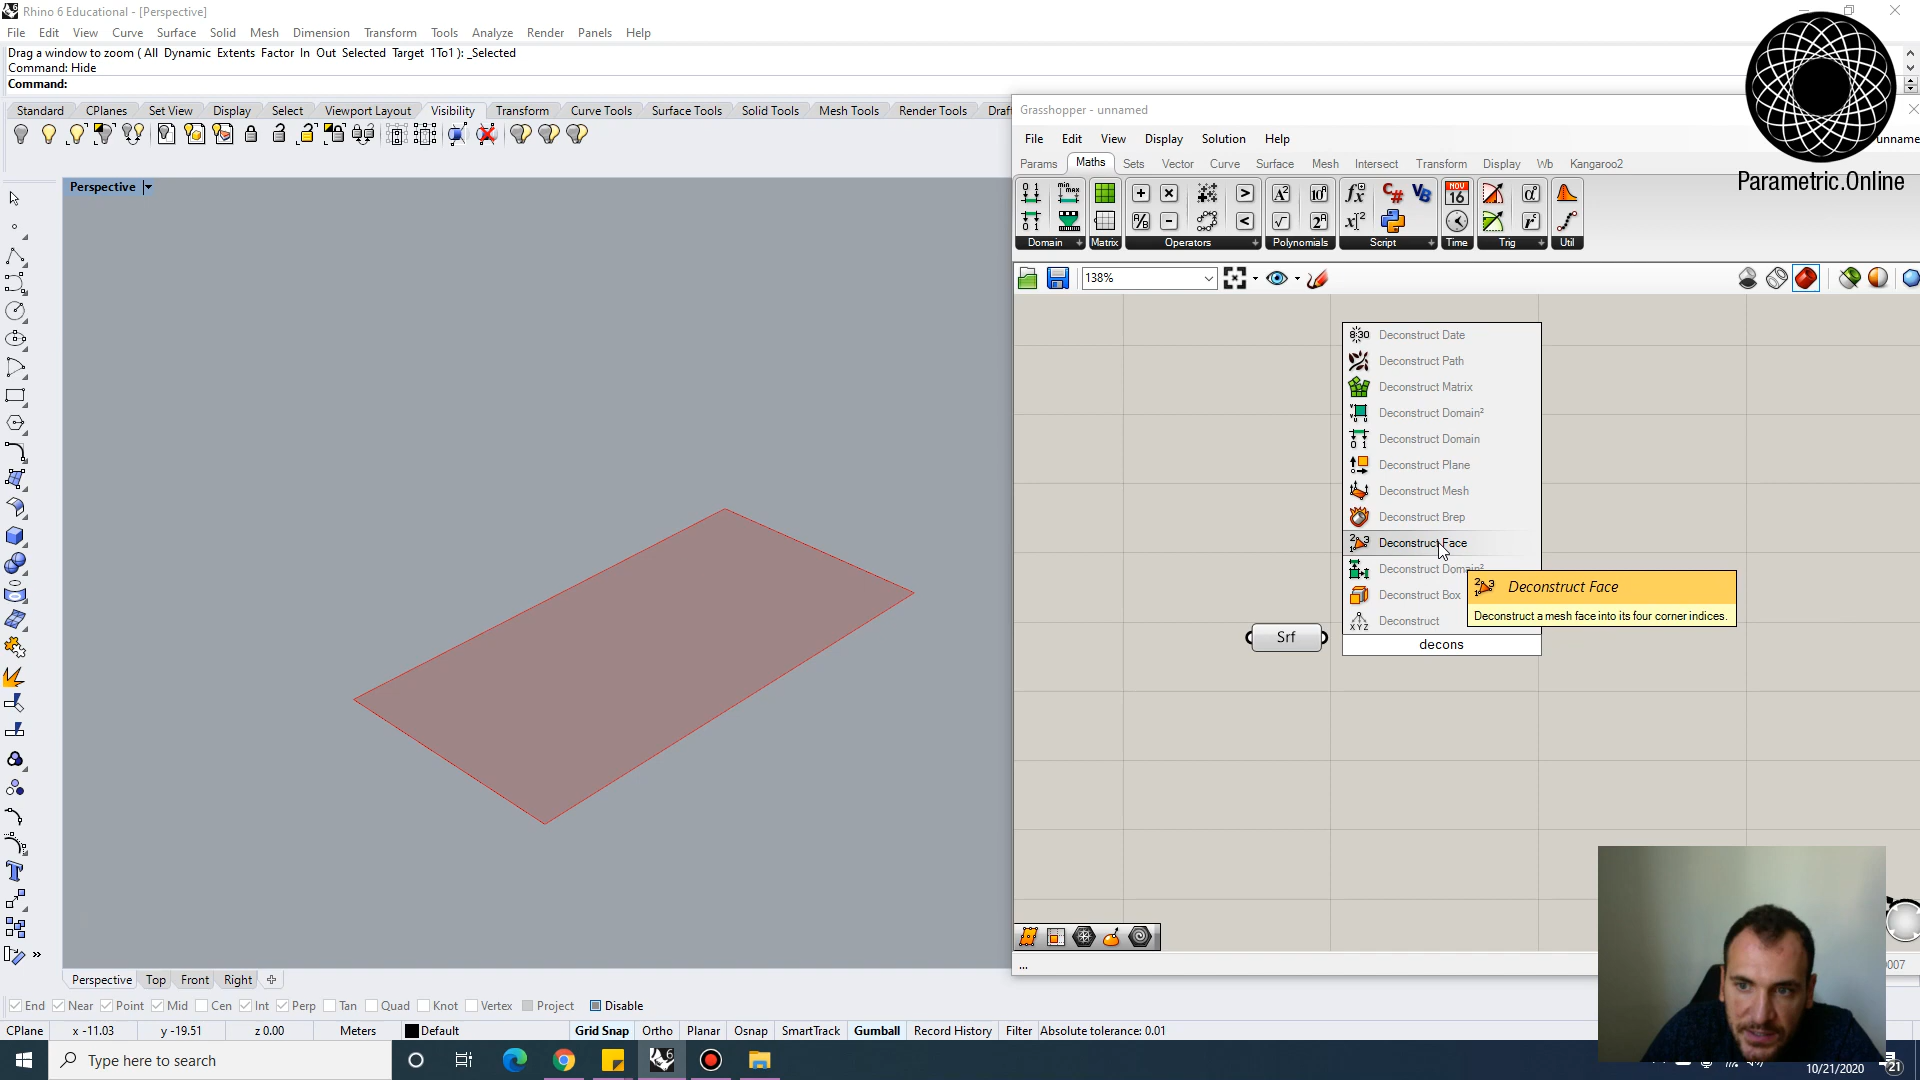 Rhino 6 Educational - [Perspective]
File Edit View Curve Surface Solid Mesh Dimension Transform Tools Analyze Render Panels Help
Drag a window to zoom ( All Dynamic Extents Factor In Out Selected Target 1To1 ): _Selected
Command: Hide
Command:
Standard CPlanes Set View Display Select Viewport Layout Visibility Transform Curve Tools Surface Tools Solid Tools Mesh Tools Render Tools Draf
Perspective
Grasshopper - unnamed
File Edit View Display Solution Help
unname
Params Maths Sets Vector Curve Surface Mesh Intersect Transform Display Wb Kangaroo2
Domain Matrix Operators Polynomials Script Time Trig Util
Parametric.Online
138%
Deconstruct Date
Deconstruct Path
Deconstruct Matrix
Deconstruct Domain²
Deconstruct Domain
Deconstruct Plane
Deconstruct Mesh
Deconstruct Brep
Deconstruct Face
Deconstruct Domain²
Deconstruct Box
Deconstruct
decons
Deconstruct Face
Deconstruct a mesh face into its four corner indices.
Srf
...
007
Perspective Top Front Right
End Near Point Mid Cen Int Perp Tan Quad Knot Vertex Project Disable
CPlane x -11.03 y -19.51 z 0.00 Meters Default Grid Snap Ortho Planar Osnap SmartTrack Gumball Record History Filter Absolute tolerance: 0.01
Type here to search
10/21/2020
21